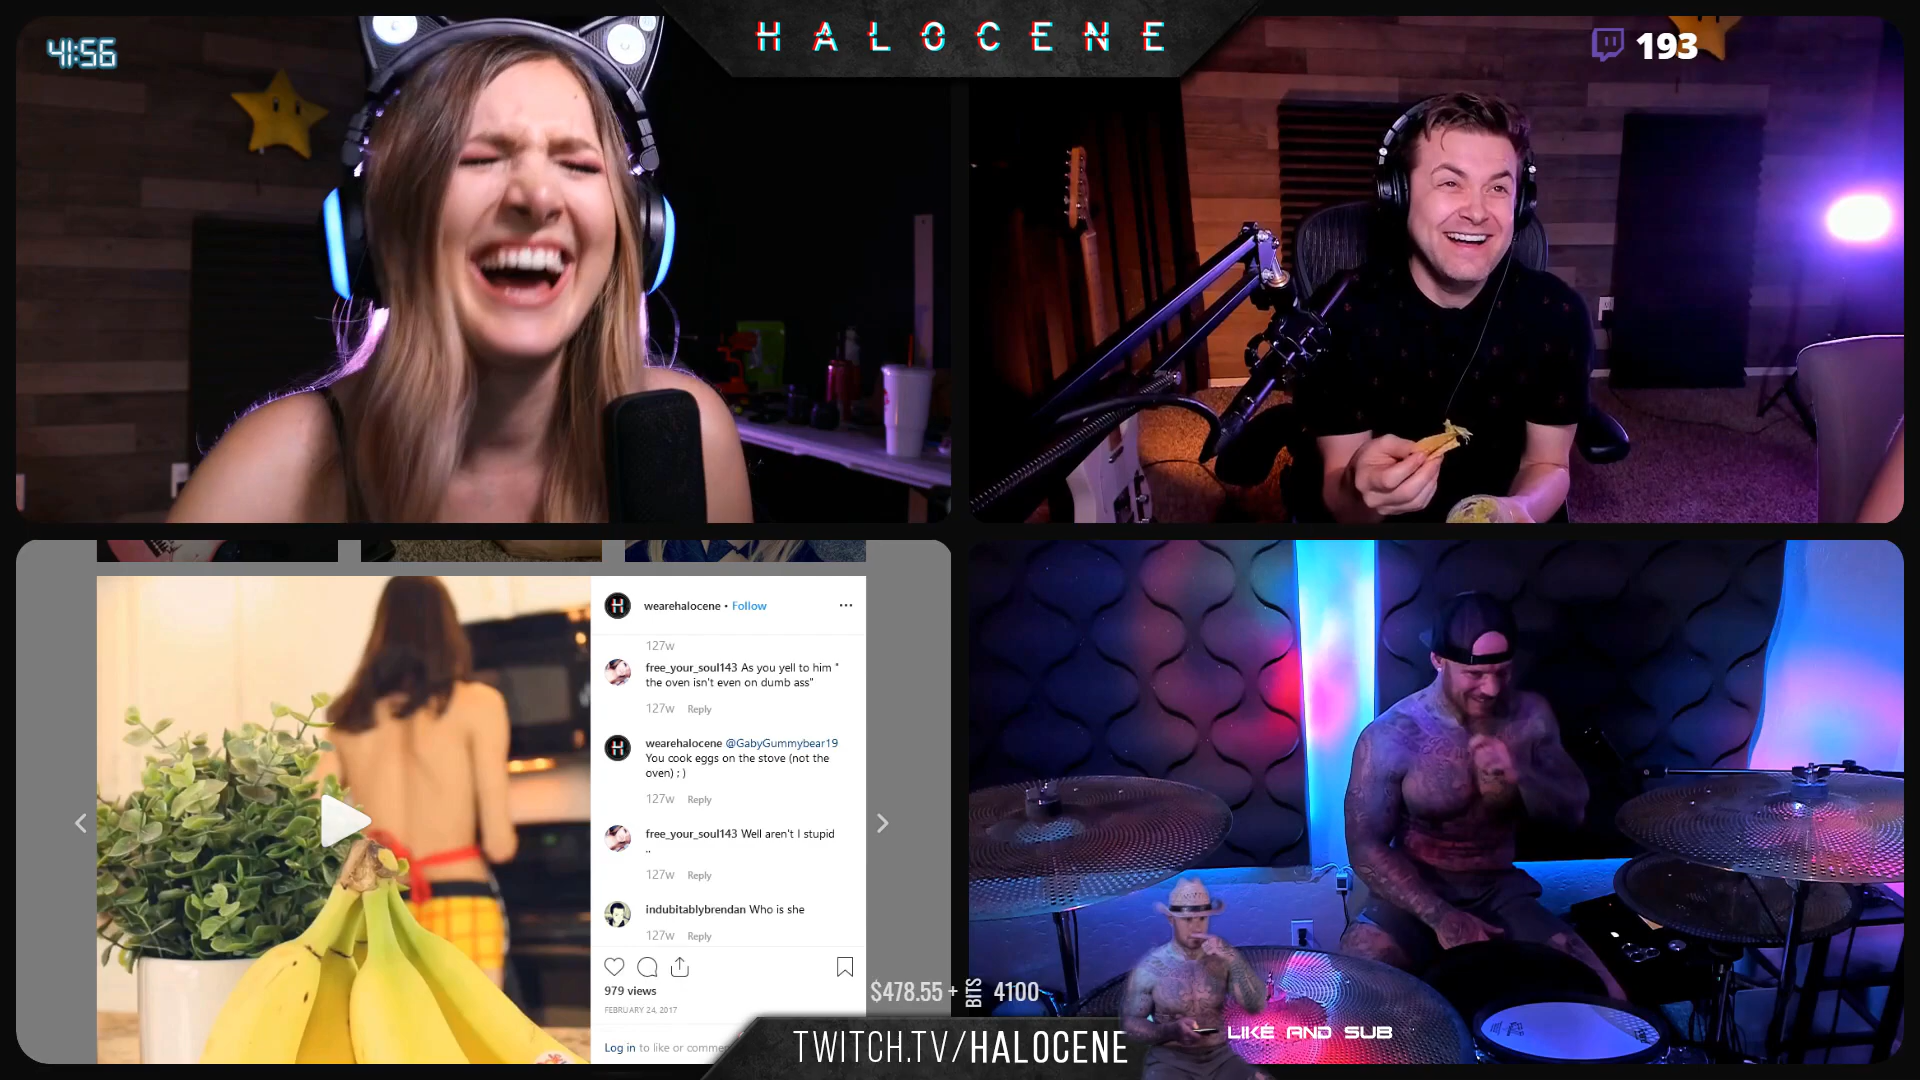 41:56
HALOCENE
193
wearehalocene • Follow
127w
free_your_soul143 As you yell to him "
the oven isn't even on dumb ass"
127w Reply
wearehalocene @GabyGummybear19
You cook eggs on the stove (not the
oven) ; )
127w Reply
free_your_soul143 Well aren't I stupid
..
127w Reply
indubitablybrendan Who is she
127w Reply
979 views
FEBRUARY 24, 2017
Log in to like or comme
$478.55 + BITS 4100
TWITCH.TV/HALOCENE
LIKE AND SUB